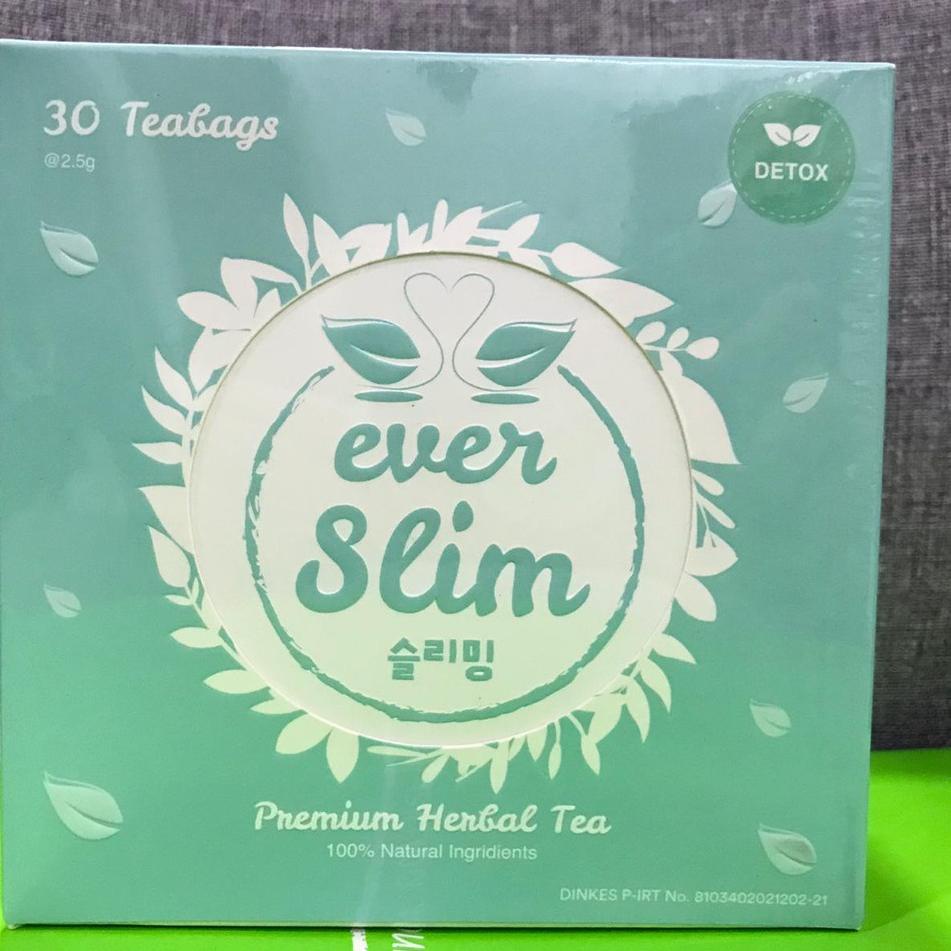 30 Teabags
@2.5g
DETOX
ever
Slim
슬리밍
Premium Herbal Tea
100% Natural Ingridients
DINKES P-IRT No. 8103402021202-21